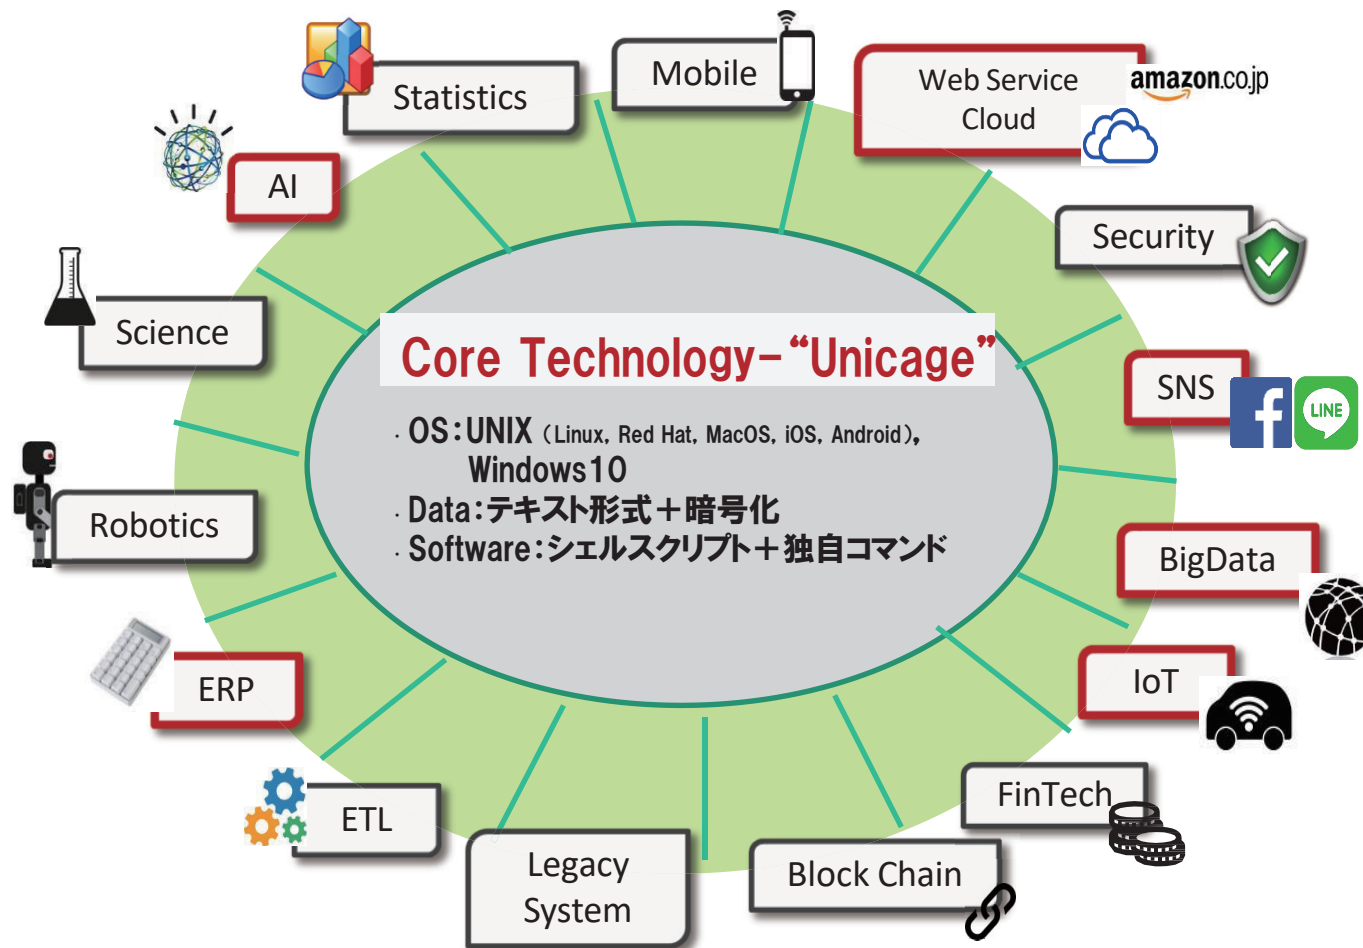 Statistics
Mobile
Web Service
Cloud
amazon.co.jp
AI
Security
Science
SNS
f
LINE
Core Technology-“Unicage”
・OS:UNIX (Linux, Red Hat, MacOS, iOS, Android),
Windows10
・Data:テキスト形式＋暗号化
・Software:シェルスクリプト＋独自コマンド
Robotics
BigData
ERP
IoT
ETL
FinTech
Legacy
System
Block Chain